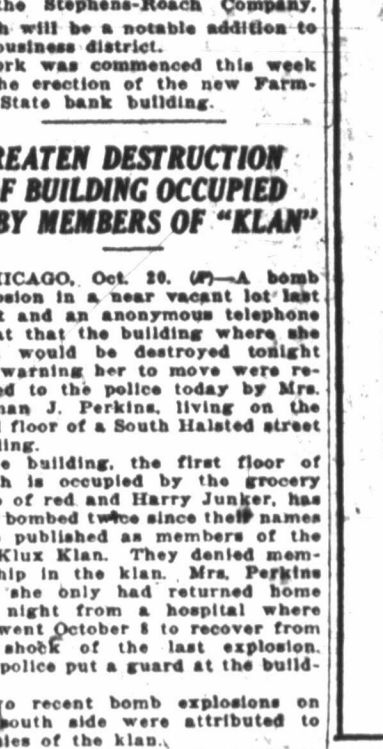 the Stephens-Roach Company,
h will be a notable addition to
business district.
ork was commenced this week
he erection of the new Farm-
State bank building.
REATEN DESTRUCTION
F BUILDING OCCUPIED
BY MEMBERS OF "KLAN"
HICAGO, Oct. 20. (AP)—A bomb
osion in a near vacant lot last
t and an anonymous telephone
at that the building where she
would be destroyed tonight
warning her to move were re-
ed to the police today by Mrs.
man J. Perkins, living on the
floor of a South Halsted street
ling.
e building, the first floor of
h is occupied by the grocery
of red and Harry Junker, has
bombed twice since their names
published as members of the
Klux Klan. They denied mem-
hip in the klan. Mrs. Perkins
she only had returned home
night from a hospital where
went October 8 to recover from
shock of the last explosion.
police put a guard at the build-
o recent bomb explosions on
south side were attributed to
ies of the klan.